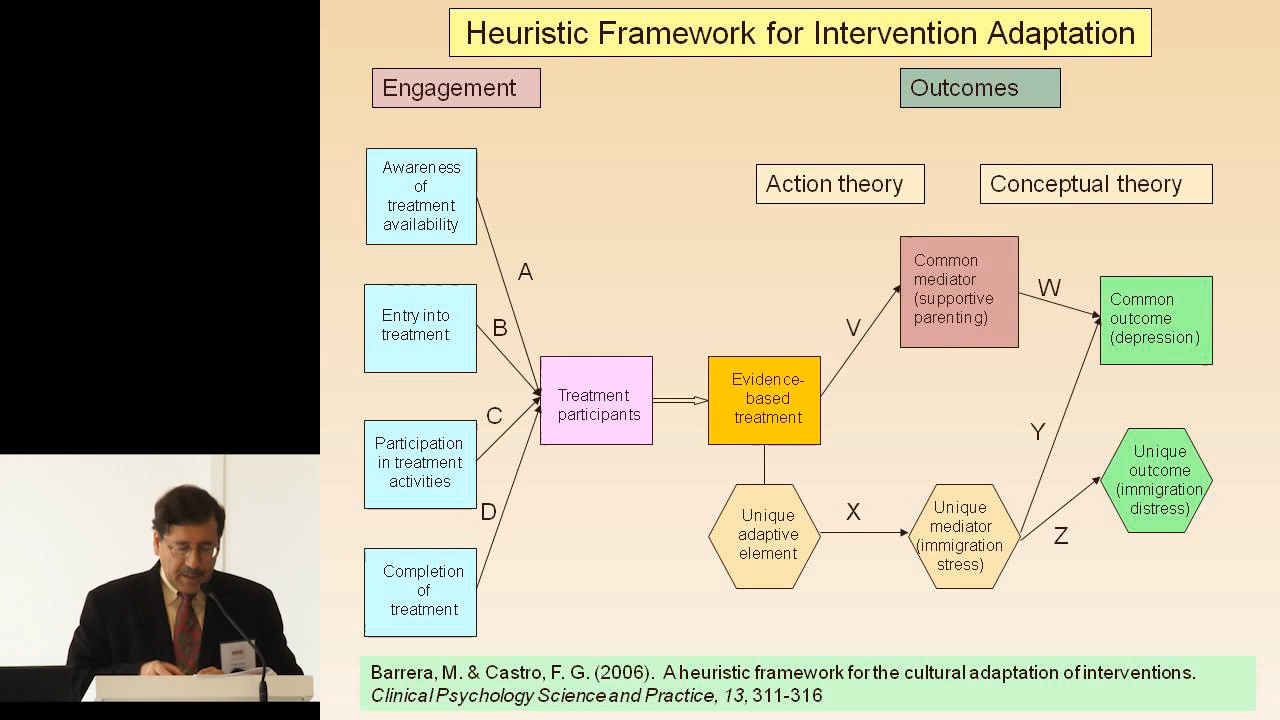 Heuristic Framework for Intervention Adaptation
Engagement
Outcomes
Action theory
Conceptual theory
Awareness
of
treatment
availability
A
Entry into
treatment
B
Participation
in treatment
activities
C
Completion
of
treatment
D
Treatment
participants
Evidence-
based
treatment
V
Common
mediator
(supportive
parenting)
W
Common
outcome
(depression)
Unique
adaptive
element
X
Unique
mediator
(immigration
stress)
Y
Z
Unique
outcome
(immigration
distress)
Barrera, M. & Castro, F. G. (2006). A heuristic framework for the cultural adaptation of interventions.
Clinical Psychology Science and Practice, 13, 311-316